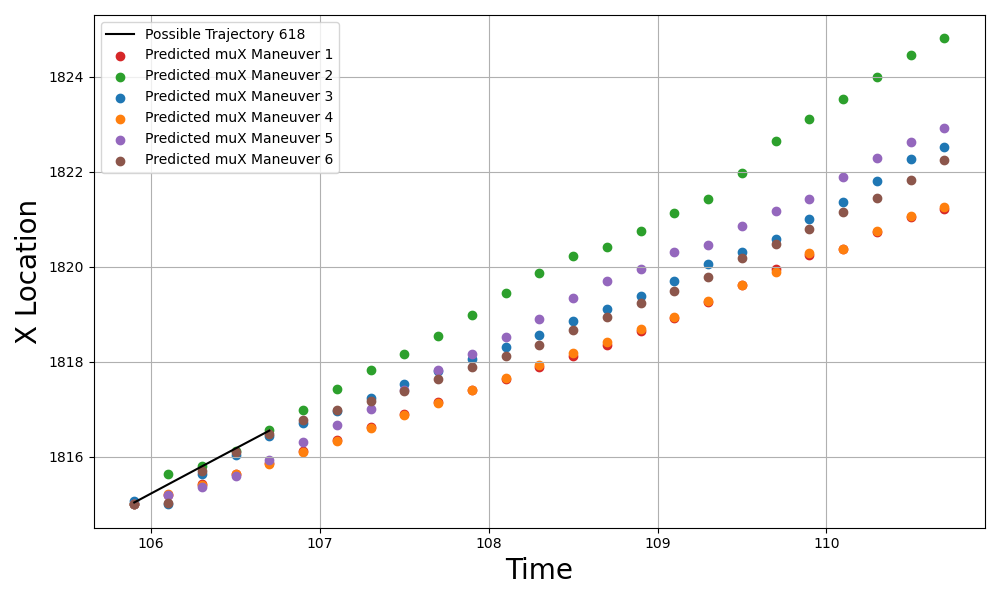 Possible Trajectory 618
Predicted muX Maneuver 1
Predicted muX Maneuver 2
Predicted muX Maneuver 3
Predicted muX Maneuver 4
Predicted muX Maneuver 5
Predicted muX Maneuver 6
1824
1822
1820
1818
1816
X Location
106 107 108 109 110
Time